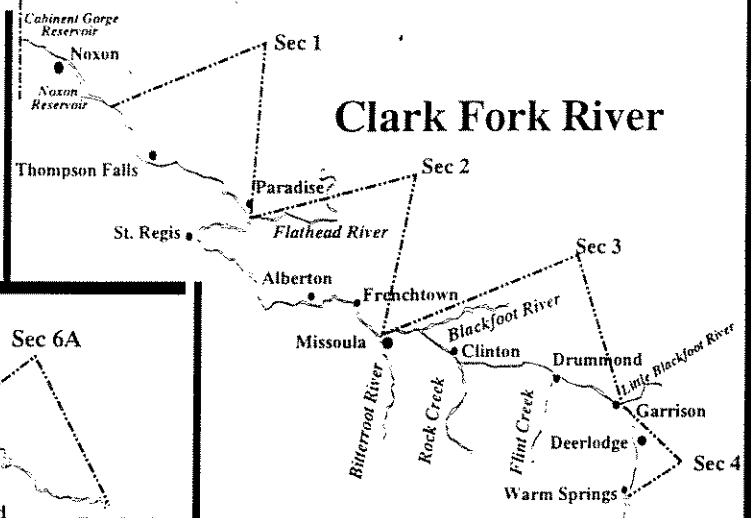 Cabinent Gorge
Reservoir
Noxon
Noxon
Reservoir
Sec 1
Clark Fork River
Thompson Falls
Paradise
Sec 2
St. Regis
Flathead River
Sec 3
Alberton
Frenchtown
Blackfoot River
Missoula
Clinton
Drummond
Little Blackfoot River
Sec 6A
Bitterroot River
Rock Creek
Flint Creek
Garrison
Deerlodge
Sec 4
Warm Springs